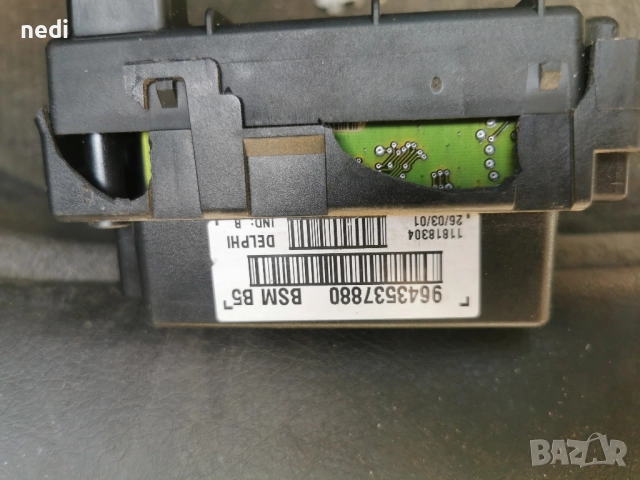 nedi
9643537880 BSM B5
DELPHI
IND: B
11818304
26/03/01
BAZAR